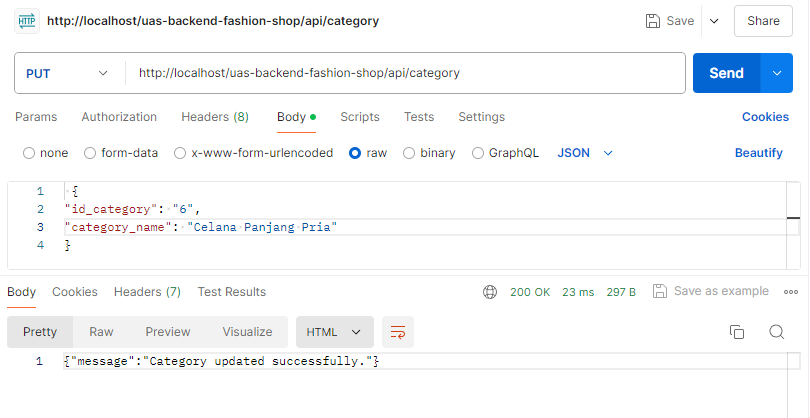 HTTP http://localhost/uas-backend-fashion-shop/api/category Save Share
PUT http://localhost/uas-backend-fashion-shop/api/category Send
Params Authorization Headers (8) Body Scripts Tests Settings Cookies
none form-data x-www-form-urlencoded raw binary GraphQL JSON Beautify
1 {
2 "id_category": "6",
3 "category_name": "Celana Panjang Pria"
4 }
Body Cookies Headers (7) Test Results 200 OK 23 ms 297 B Save as example
Pretty Raw Preview Visualize HTML
1 {"message":"Category updated successfully."}